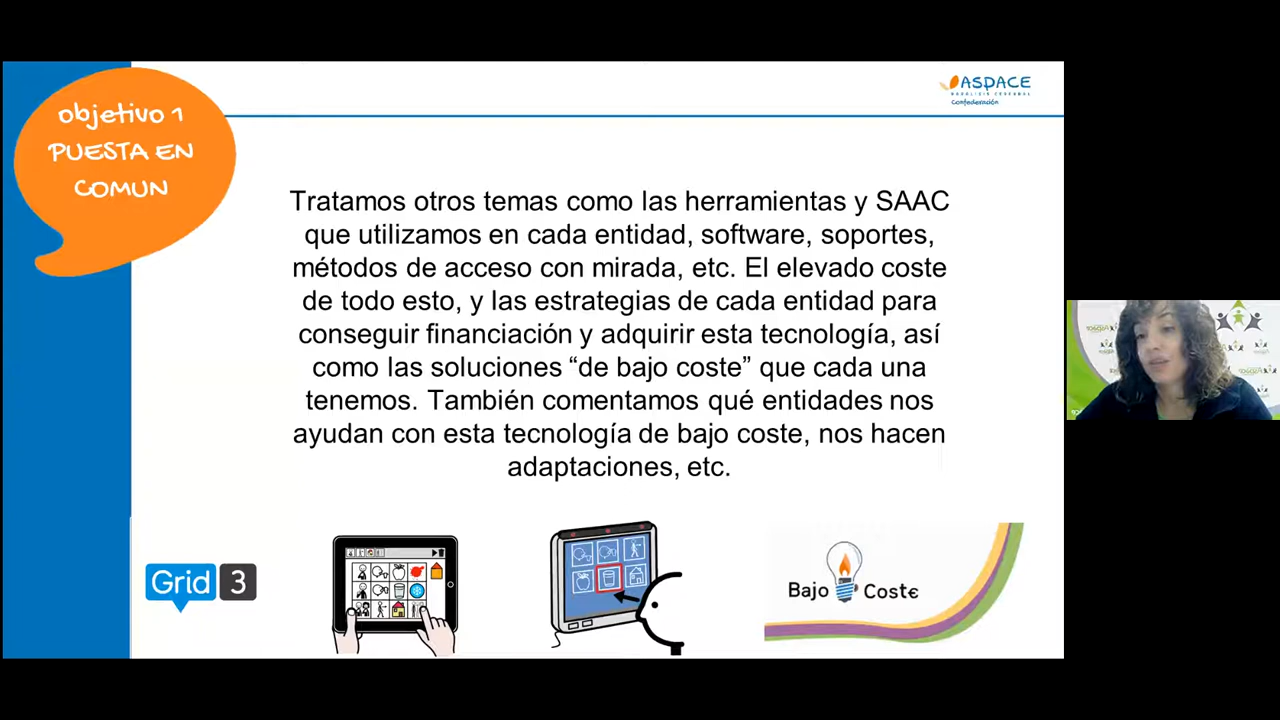 objetivo 1
PUESTA EN
COMUN
ASPACE
PARÁLISIS CEREBRAL
Confederación
Tratamos otros temas como las herramientas y SAAC
que utilizamos en cada entidad, software, soportes,
métodos de acceso con mirada, etc. El elevado coste
de todo esto, y las estrategias de cada entidad para
conseguir financiación y adquirir esta tecnología, así
como las soluciones “de bajo coste” que cada una
tenemos. También comentamos qué entidades nos
ayudan con esta tecnología de bajo coste, nos hacen
adaptaciones, etc.
Grid 3
Bajo Coste